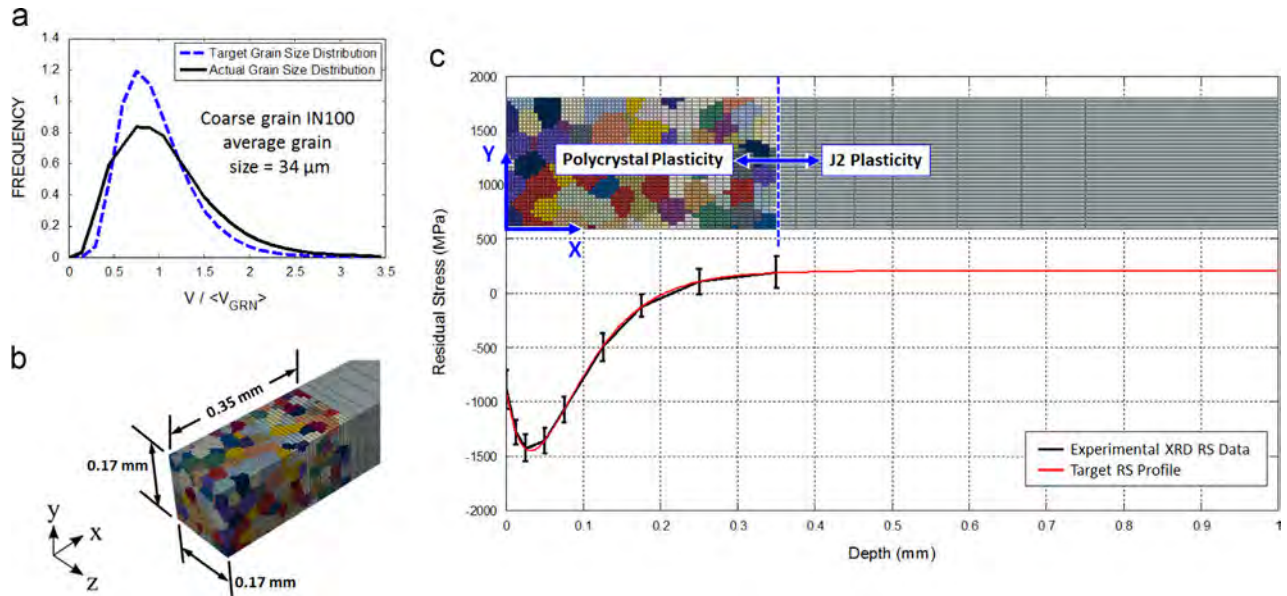 a
1.4
1.2
1
0.8
0.6
0.4
0.2
0
FREQUENCY
Target Grain Size Distribution
Actual Grain Size Distribution
Coarse grain IN100
average grain
size = 34 μm
0 0.5 1 1.5 2 2.5 3 3.5
V / <V_GRN>
b
0.35 mm
0.17 mm
0.17 mm
y
x
z
c
2000
1500
1000
500
0
-500
-1000
-1500
-2000
Residual Stress (MPa)
Y
X
Polycrystal Plasticity
J2 Plasticity
Experimental XRD RS Data
Target RS Profile
0 0.1 0.2 0.3 0.4 0.5 0.6 0.7 0.8 0.9 1
Depth (mm)